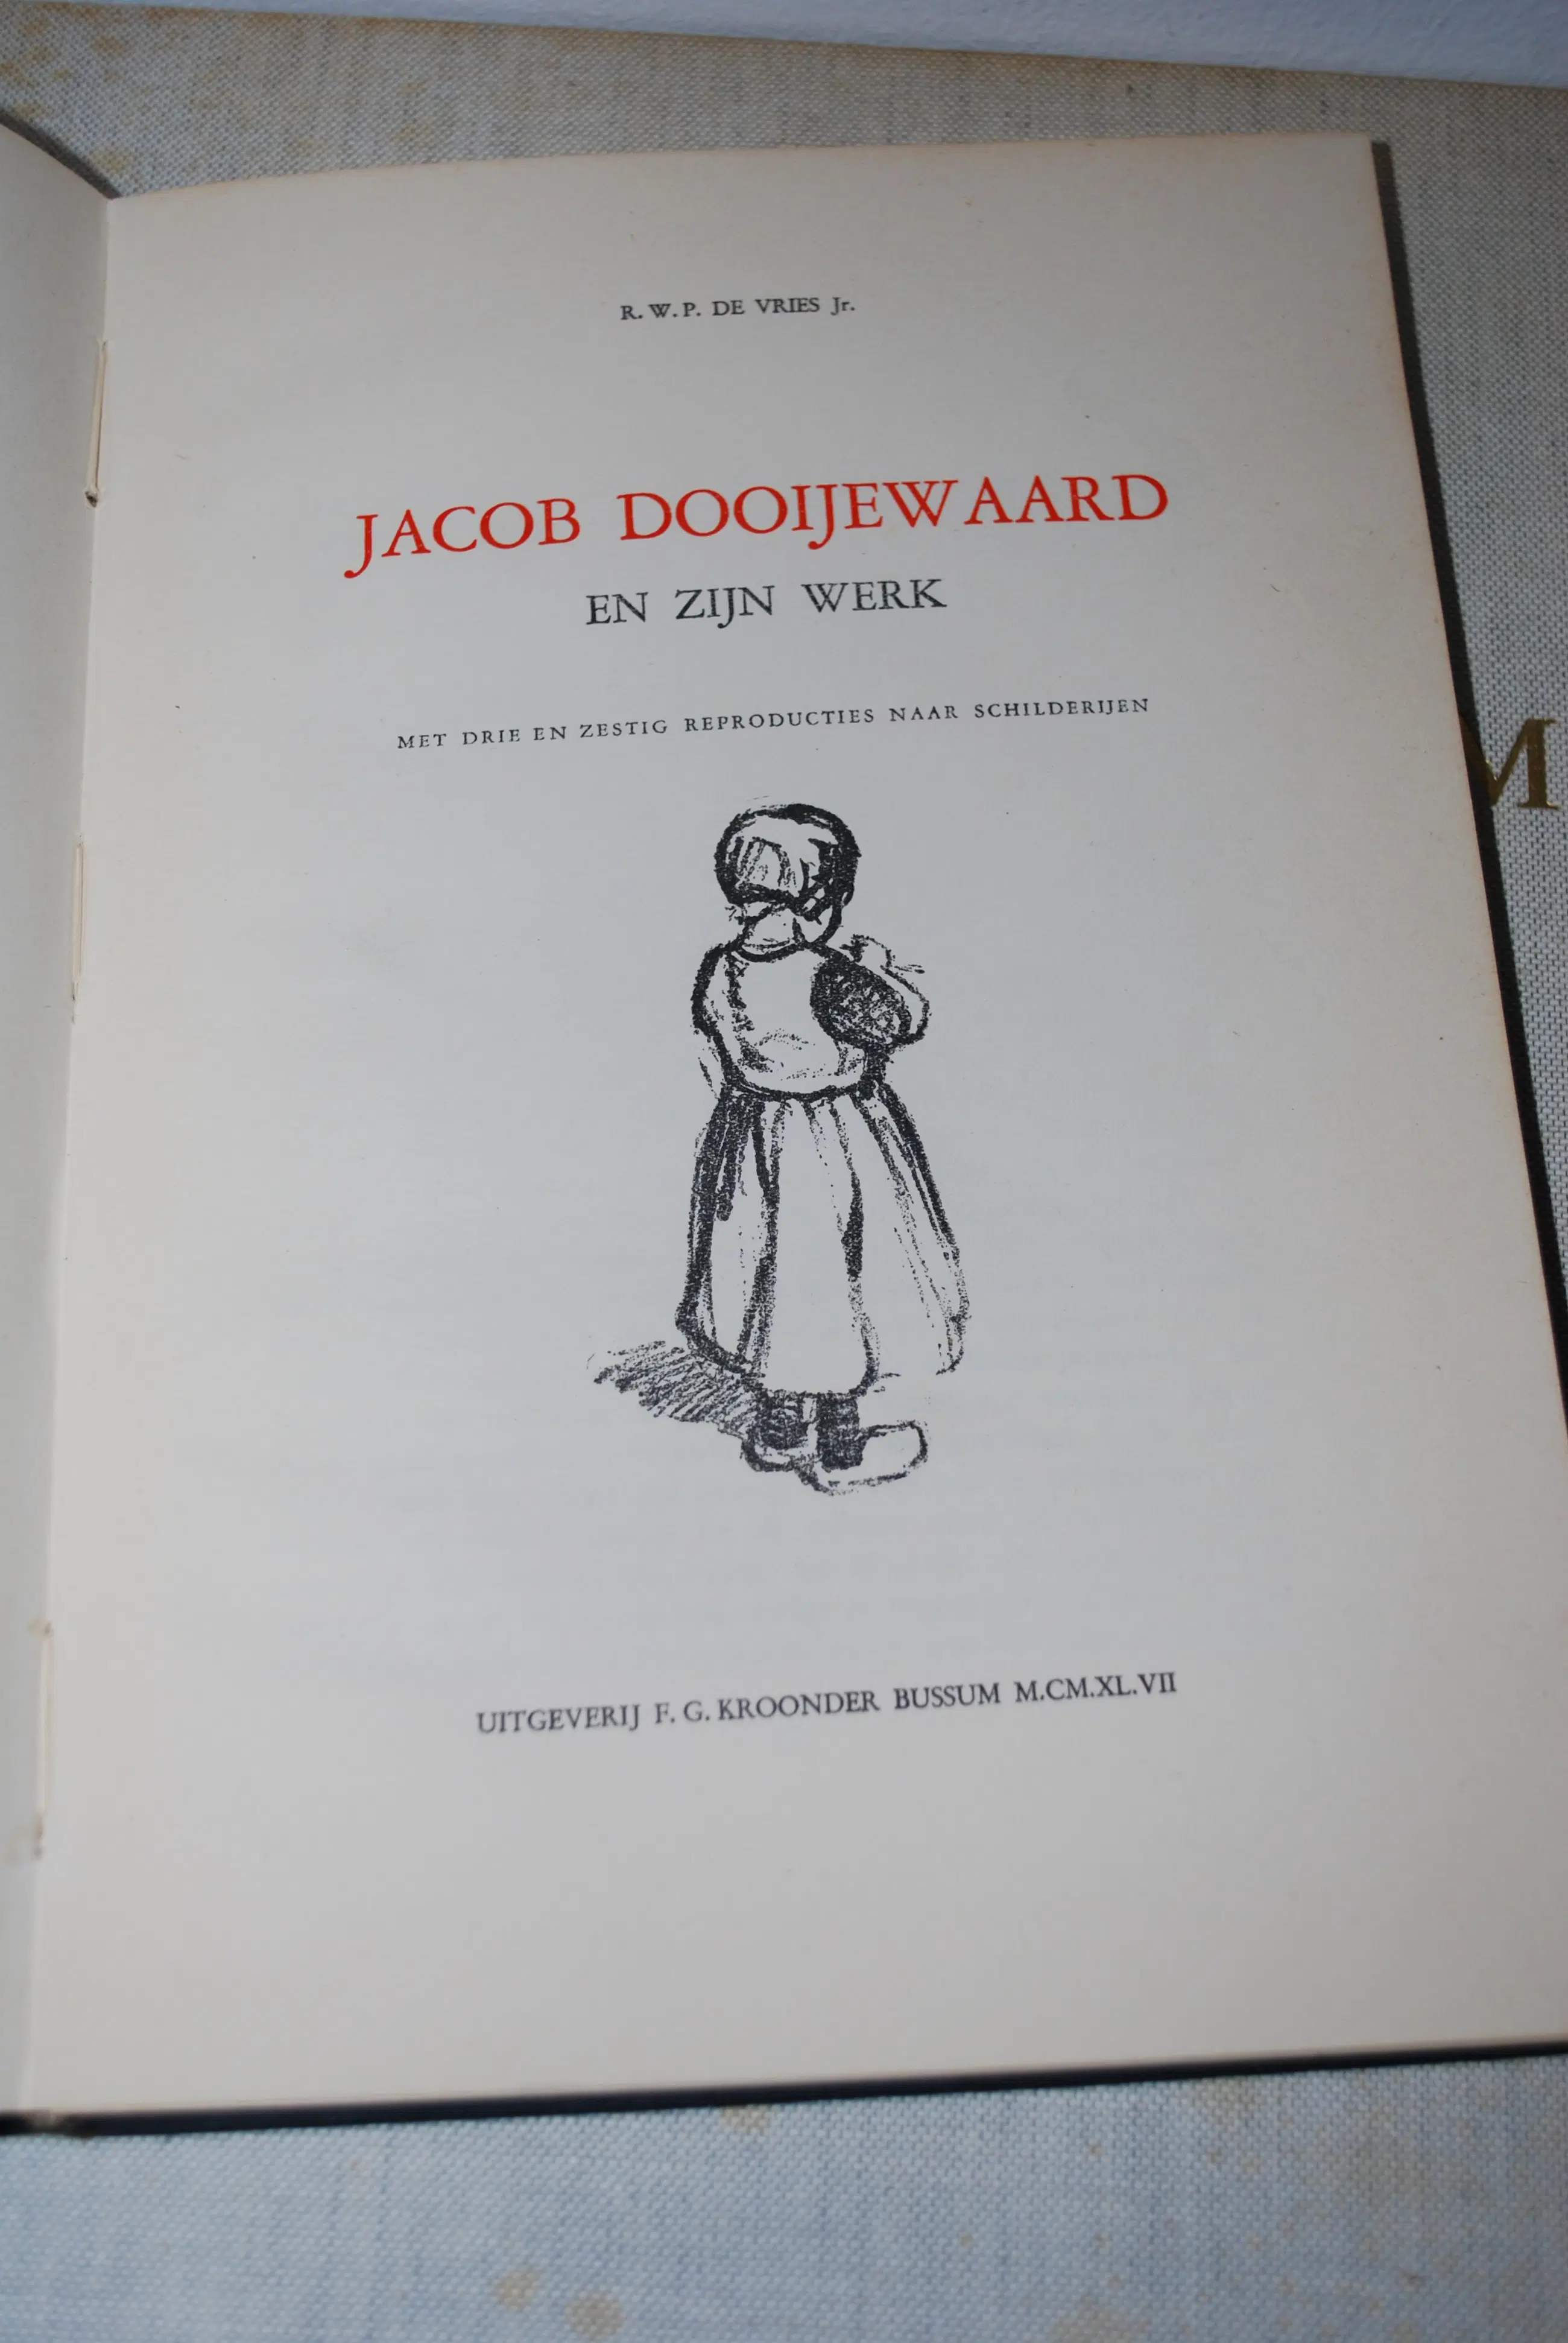 R. W. P. DE VRIES Jr.
JACOB DOOIJEWAARD
EN ZIJN WERK
MET DRIE EN ZESTIG REPRODUCTIES NAAR SCHILDERIJEN
UITGEVERIJ F. G. KROONDER BUSSUM M.CM.XL.VII
M